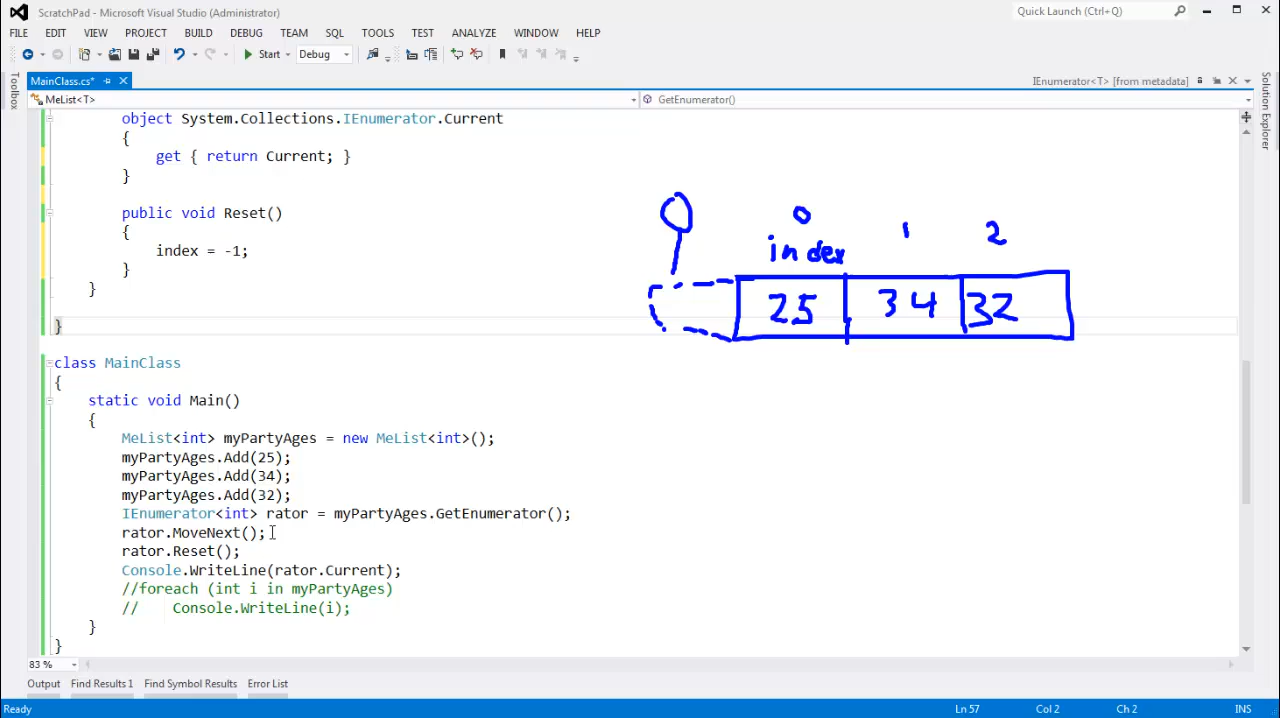 ScratchPad - Microsoft Visual Studio (Administrator)
Quick Launch (Ctrl+Q)
FILE EDIT VIEW PROJECT BUILD DEBUG TEAM SQL TOOLS TEST ANALYZE WINDOW HELP
Start Debug
Toolbox
MainClass.cs*
IEnumerator<T> [from metadata]
Solution Explorer
MeList<T>
GetEnumerator()
object System.Collections.IEnumerator.Current
{
get { return Current; }
}
public void Reset()
{
index = -1;
}
}
}
0 1 2
index
25 34 32
class MainClass
{
static void Main()
{
MeList<int> myPartyAges = new MeList<int>();
myPartyAges.Add(25);
myPartyAges.Add(34);
myPartyAges.Add(32);
IEnumerator<int> rator = myPartyAges.GetEnumerator();
rator.MoveNext();
rator.Reset();
Console.WriteLine(rator.Current);
//foreach (int i in myPartyAges)
//    Console.WriteLine(i);
}
}
83 %
Output Find Results 1 Find Symbol Results Error List
Ready Ln 57 Col 2 Ch 2 INS